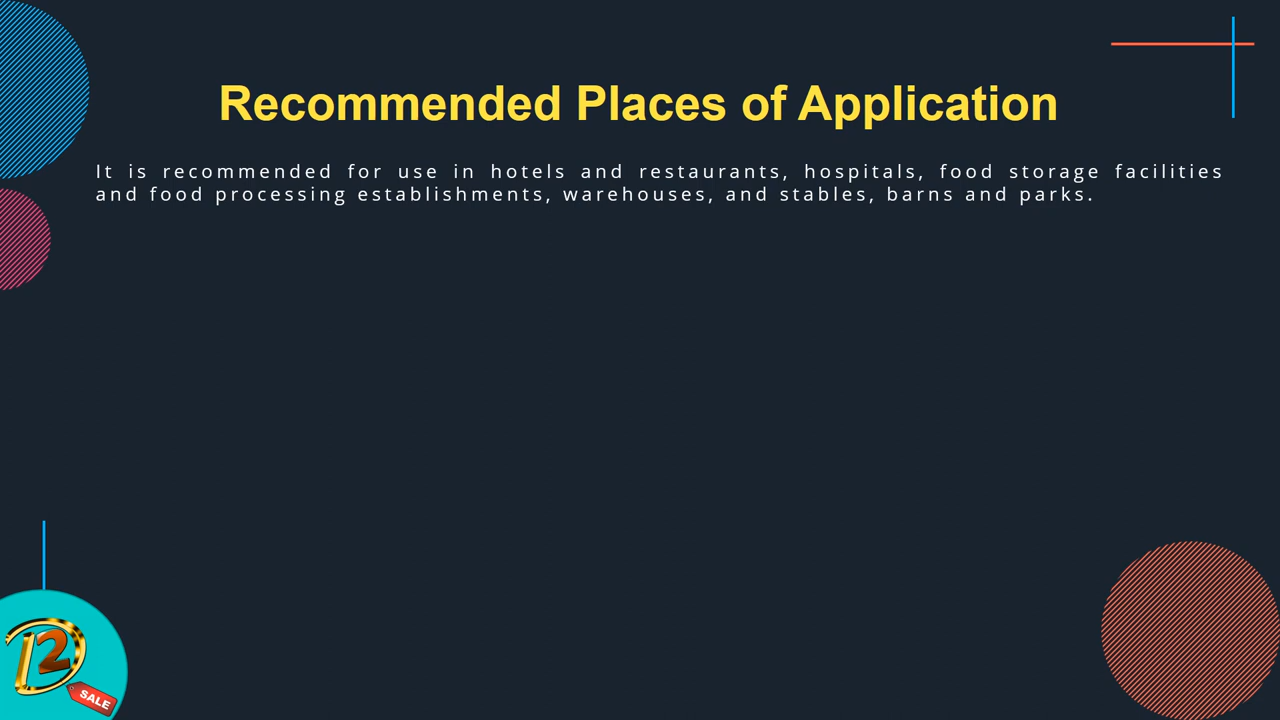 Recommended Places of Application
It is recommended for use in hotels and restaurants, hospitals, food storage facilities
and food processing establishments, warehouses, and stables, barns and parks.
D2
SALE